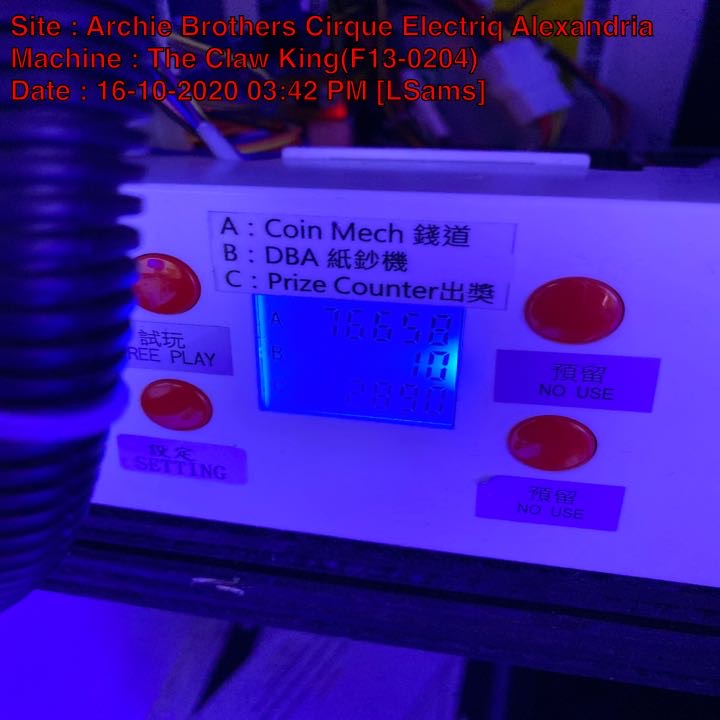 Site : Archie Brothers Cirque Electriq Alexandria
Machine : The Claw King(F13-0204)
Date : 16-10-2020 03:42 PM [LSams]
A : Coin Mech 錢道
B : DBA 紙鈔機
C : Prize Counter出獎
A 76658
B 10
C 2890
試玩
REE PLAY
預留
NO USE
設定
SETTING
預留
NO USE